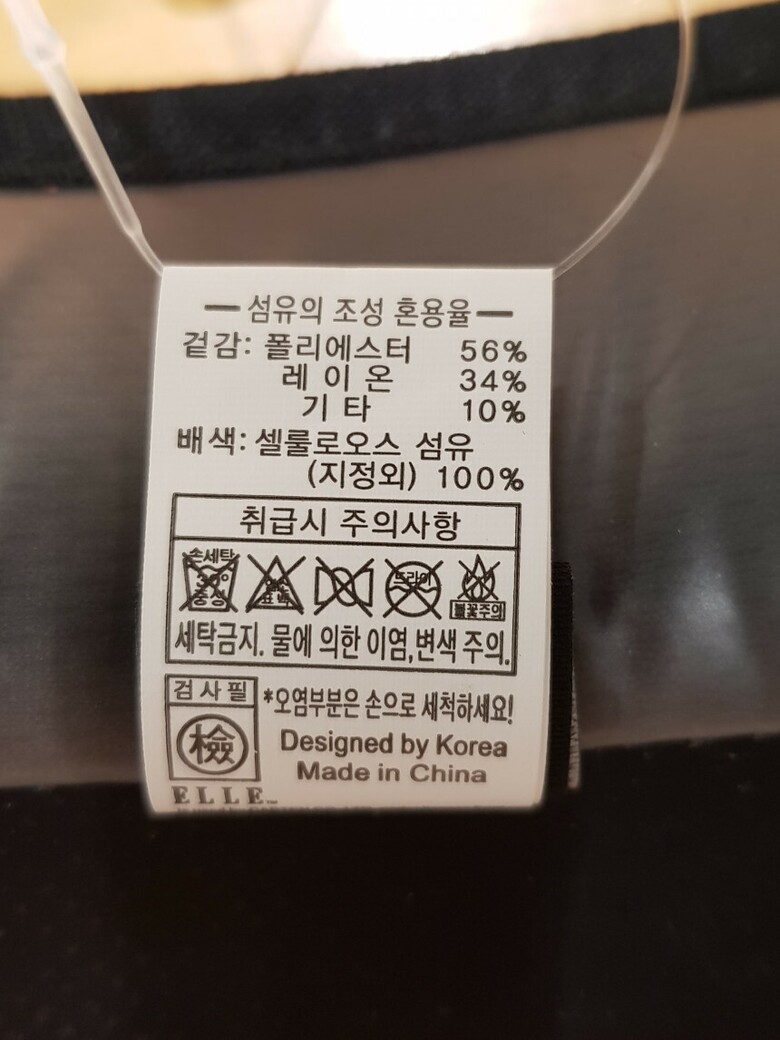 섬유의 조성 혼용율
겉감: 폴리에스터 56%
레이온 34%
기타 10%
배색: 셀룰로오스 섬유
(지정외) 100%
취급시 주의사항
손세탁
30°
중성
표백
드라이
불꽃주의
세탁금지. 물에 의한 이염,변색 주의.
검사필
檢
*오염부분은 손으로 세척하세요!
Designed by Korea
Made in China
ELLE™